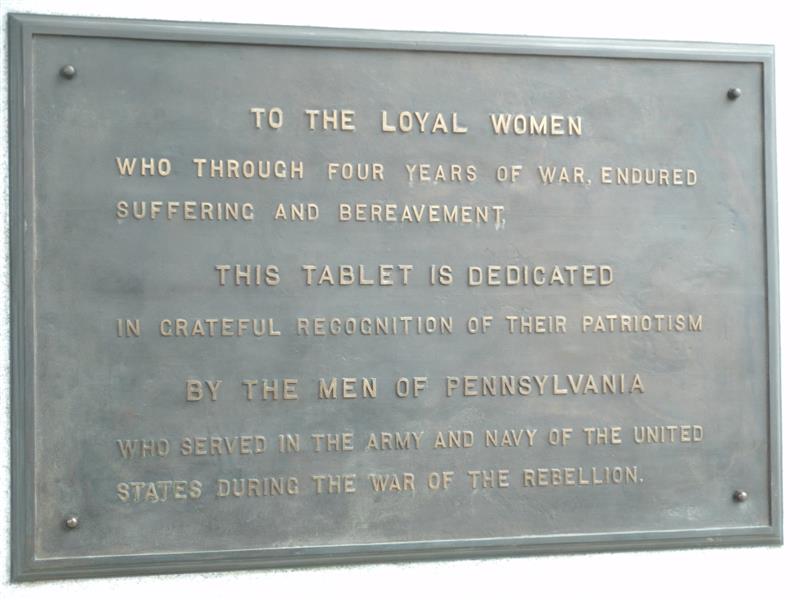 TO THE LOYAL WOMEN
WHO THROUGH FOUR YEARS OF WAR, ENDURED
SUFFERING AND BEREAVEMENT,
THIS TABLET IS DEDICATED
IN GRATEFUL RECOGNITION OF THEIR PATRIOTISM
BY THE MEN OF PENNSYLVANIA
WHO SERVED IN THE ARMY AND NAVY OF THE UNITED
STATES DURING THE WAR OF THE REBELLION.